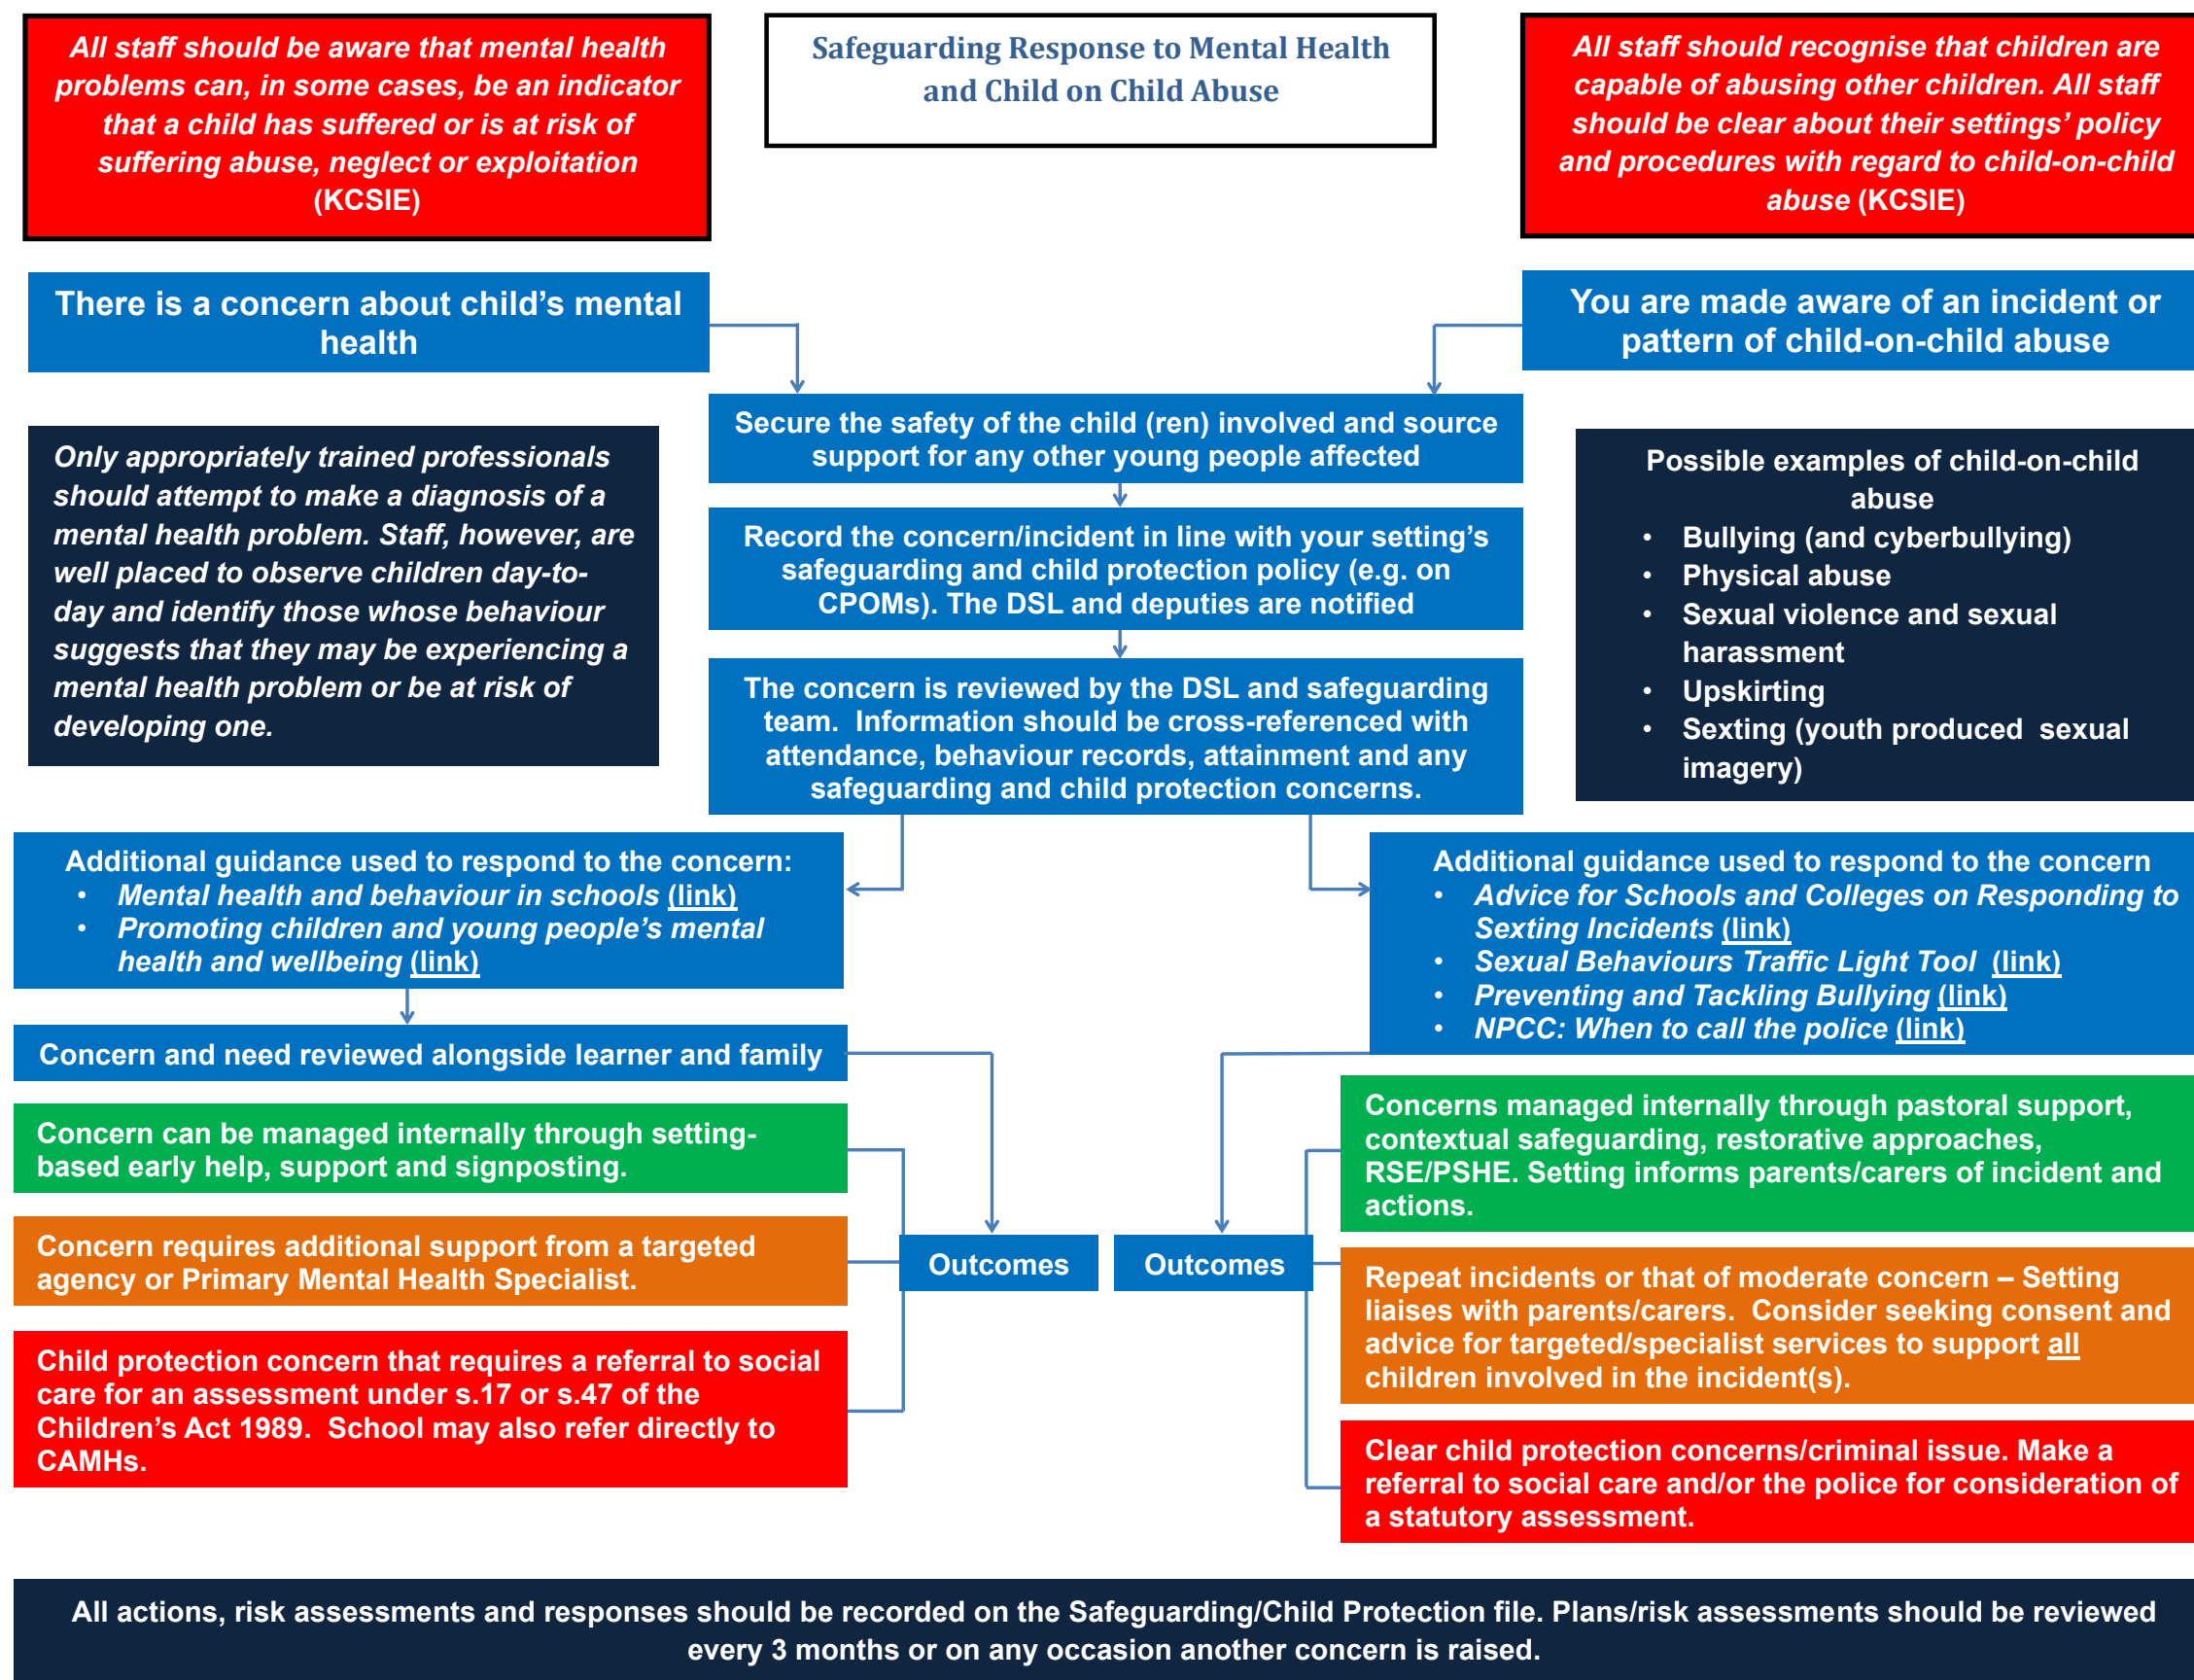 All staff should be aware that mental health
problems can, in some cases, be an indicator
that a child has suffered or is at risk of
suffering abuse, neglect or exploitation
(KCSIE)
Safeguarding Response to Mental Health
and Child on Child Abuse
All staff should recognise that children are
capable of abusing other children. All staff
should be clear about their settings’ policy
and procedures with regard to child-on-child
abuse (KCSIE)
There is a concern about child’s mental
health
You are made aware of an incident or
pattern of child-on-child abuse
Secure the safety of the child (ren) involved and source
support for any other young people affected
Only appropriately trained professionals
should attempt to make a diagnosis of a
mental health problem. Staff, however, are
well placed to observe children day-to-
day and identify those whose behaviour
suggests that they may be experiencing a
mental health problem or be at risk of
developing one.
Record the concern/incident in line with your setting’s
safeguarding and child protection policy (e.g. on
CPOMs). The DSL and deputies are notified
Possible examples of child-on-child
abuse
• Bullying (and cyberbullying)
• Physical abuse
• Sexual violence and sexual
harassment
• Upskirting
• Sexting (youth produced  sexual
imagery)
The concern is reviewed by the DSL and safeguarding
team.  Information should be cross-referenced with
attendance, behaviour records, attainment and any
safeguarding and child protection concerns.
Additional guidance used to respond to the concern:
• Mental health and behaviour in schools (link)
• Promoting children and young people’s mental
health and wellbeing (link)
Additional guidance used to respond to the concern
• Advice for Schools and Colleges on Responding to
Sexting Incidents (link)
• Sexual Behaviours Traffic Light Tool  (link)
• Preventing and Tackling Bullying (link)
• NPCC: When to call the police (link)
Concern and need reviewed alongside learner and family
Concern can be managed internally through setting-
based early help, support and signposting.
Concern requires additional support from a targeted
agency or Primary Mental Health Specialist.
Child protection concern that requires a referral to social
care for an assessment under s.17 or s.47 of the
Children’s Act 1989.  School may also refer directly to
CAMHs.
Outcomes
Outcomes
Concerns managed internally through pastoral support,
contextual safeguarding, restorative approaches,
RSE/PSHE. Setting informs parents/carers of incident and
actions.
Repeat incidents or that of moderate concern – Setting
liaises with parents/carers.  Consider seeking consent and
advice for targeted/specialist services to support all
children involved in the incident(s).
Clear child protection concerns/criminal issue. Make a
referral to social care and/or the police for consideration of
a statutory assessment.
All actions, risk assessments and responses should be recorded on the Safeguarding/Child Protection file. Plans/risk assessments should be reviewed
every 3 months or on any occasion another concern is raised.